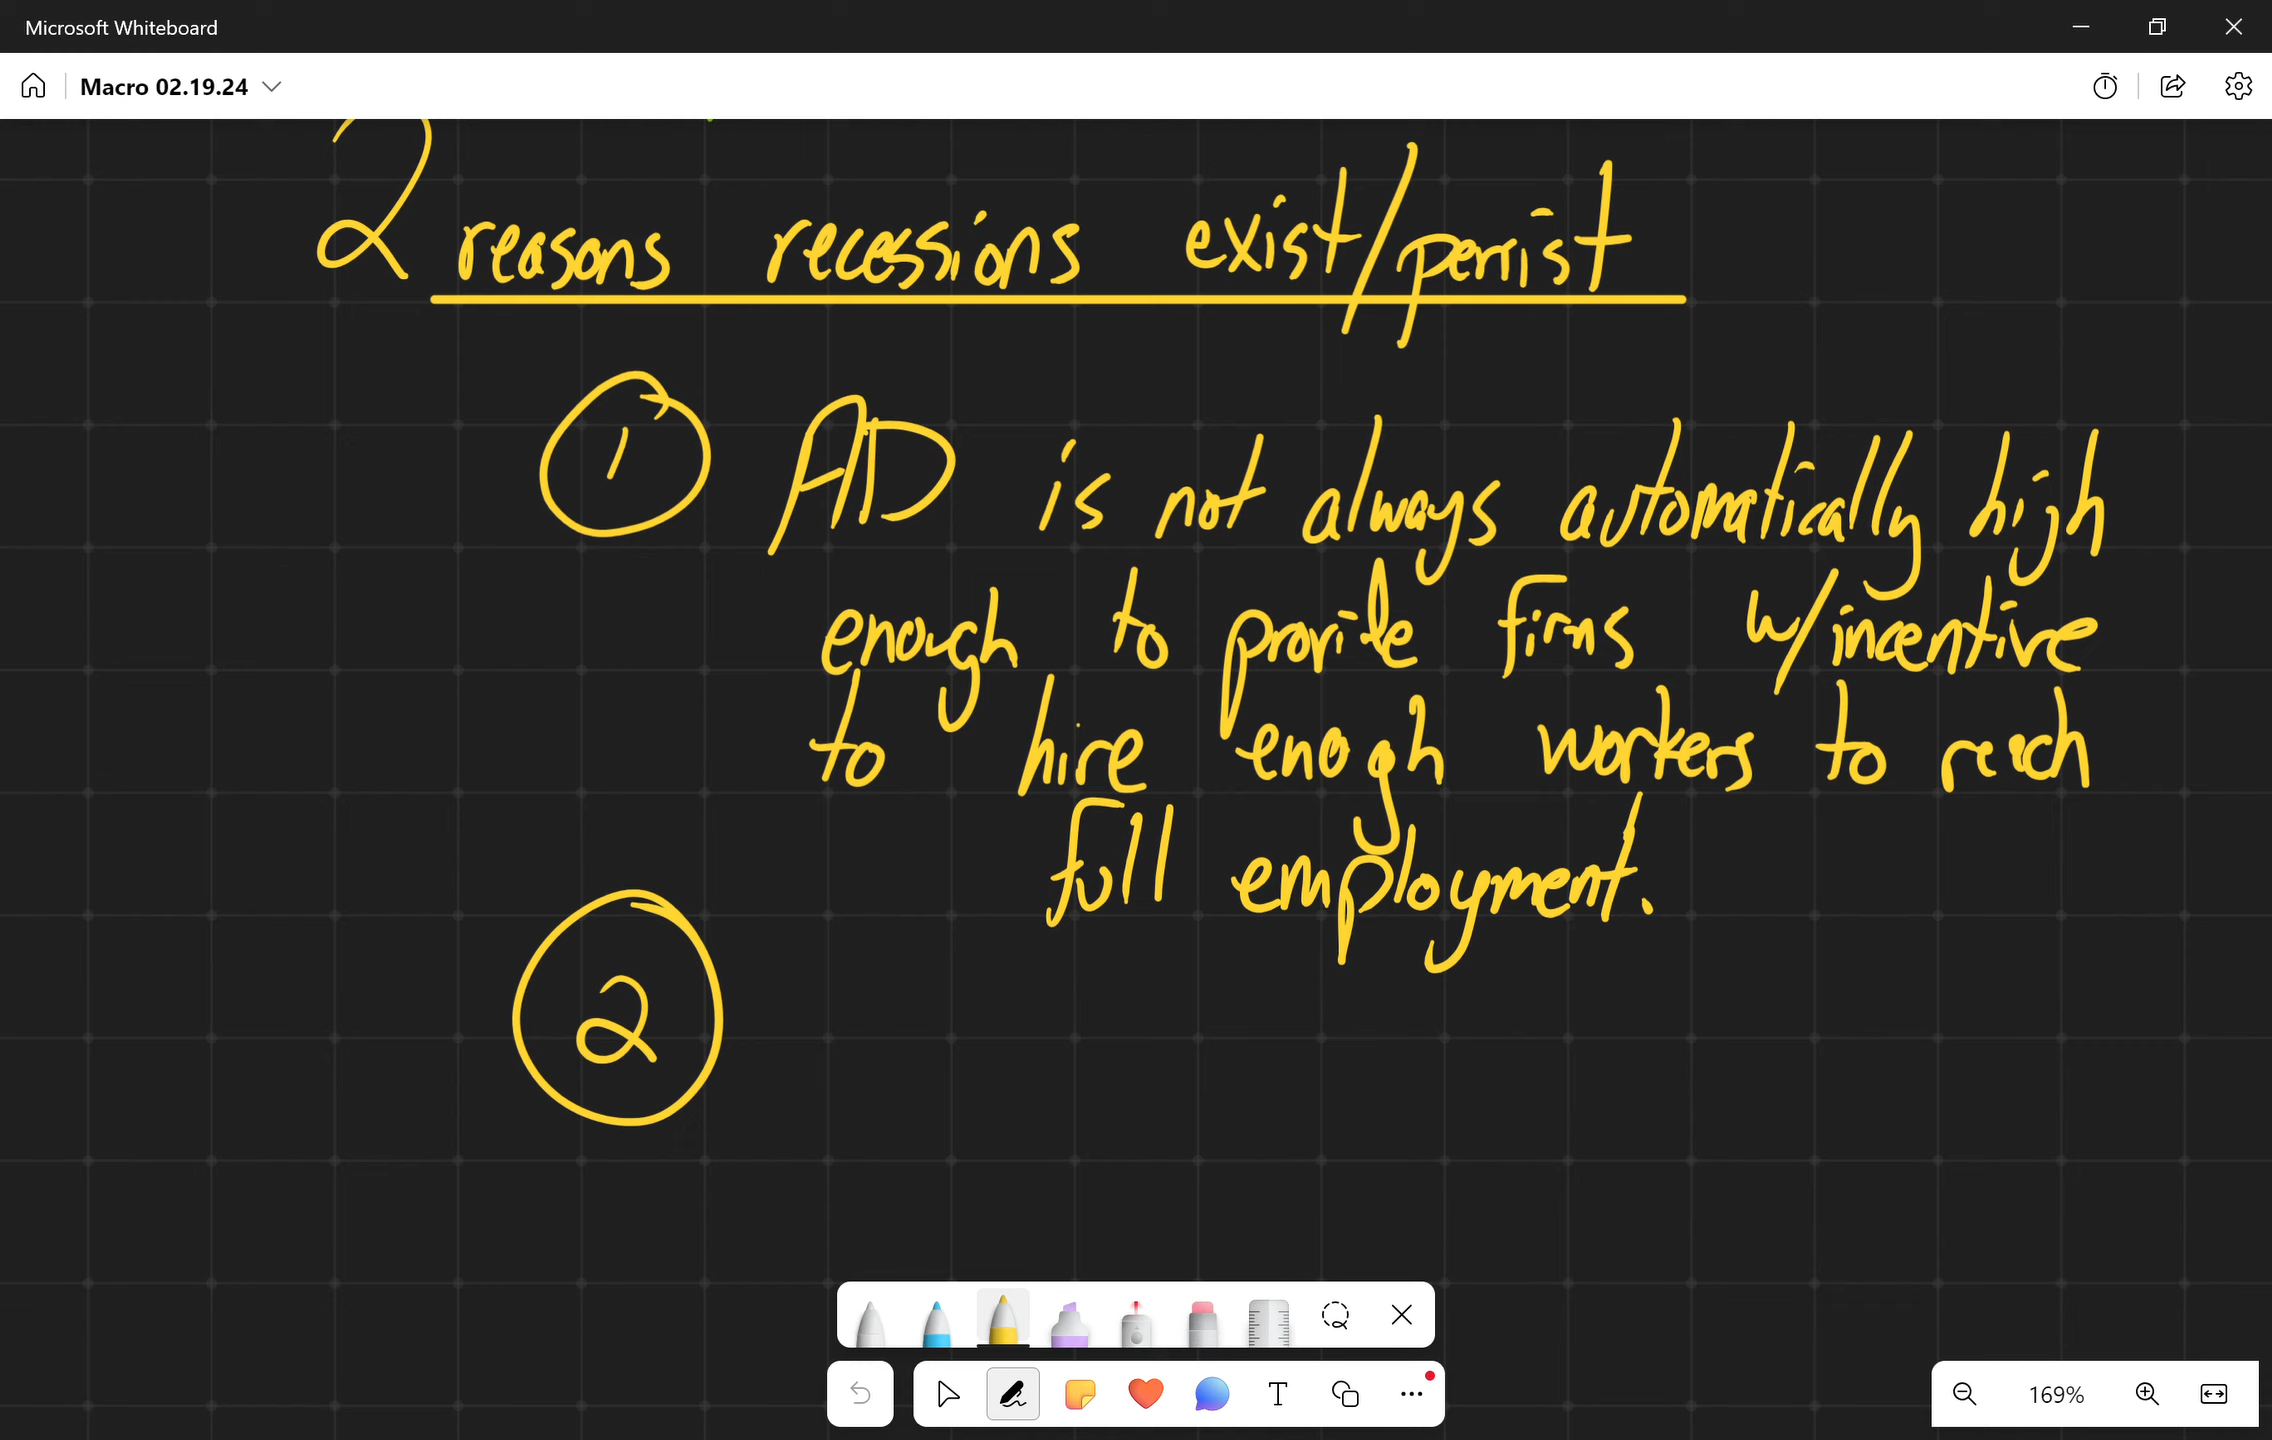 Microsoft Whiteboard
Macro 02.19.24
2 reasons recessions exist/persist
1 AD is not always automatically high
enough to provide firms w/incentive
to hire enogh workers to reach
full employment.
2
T
169%